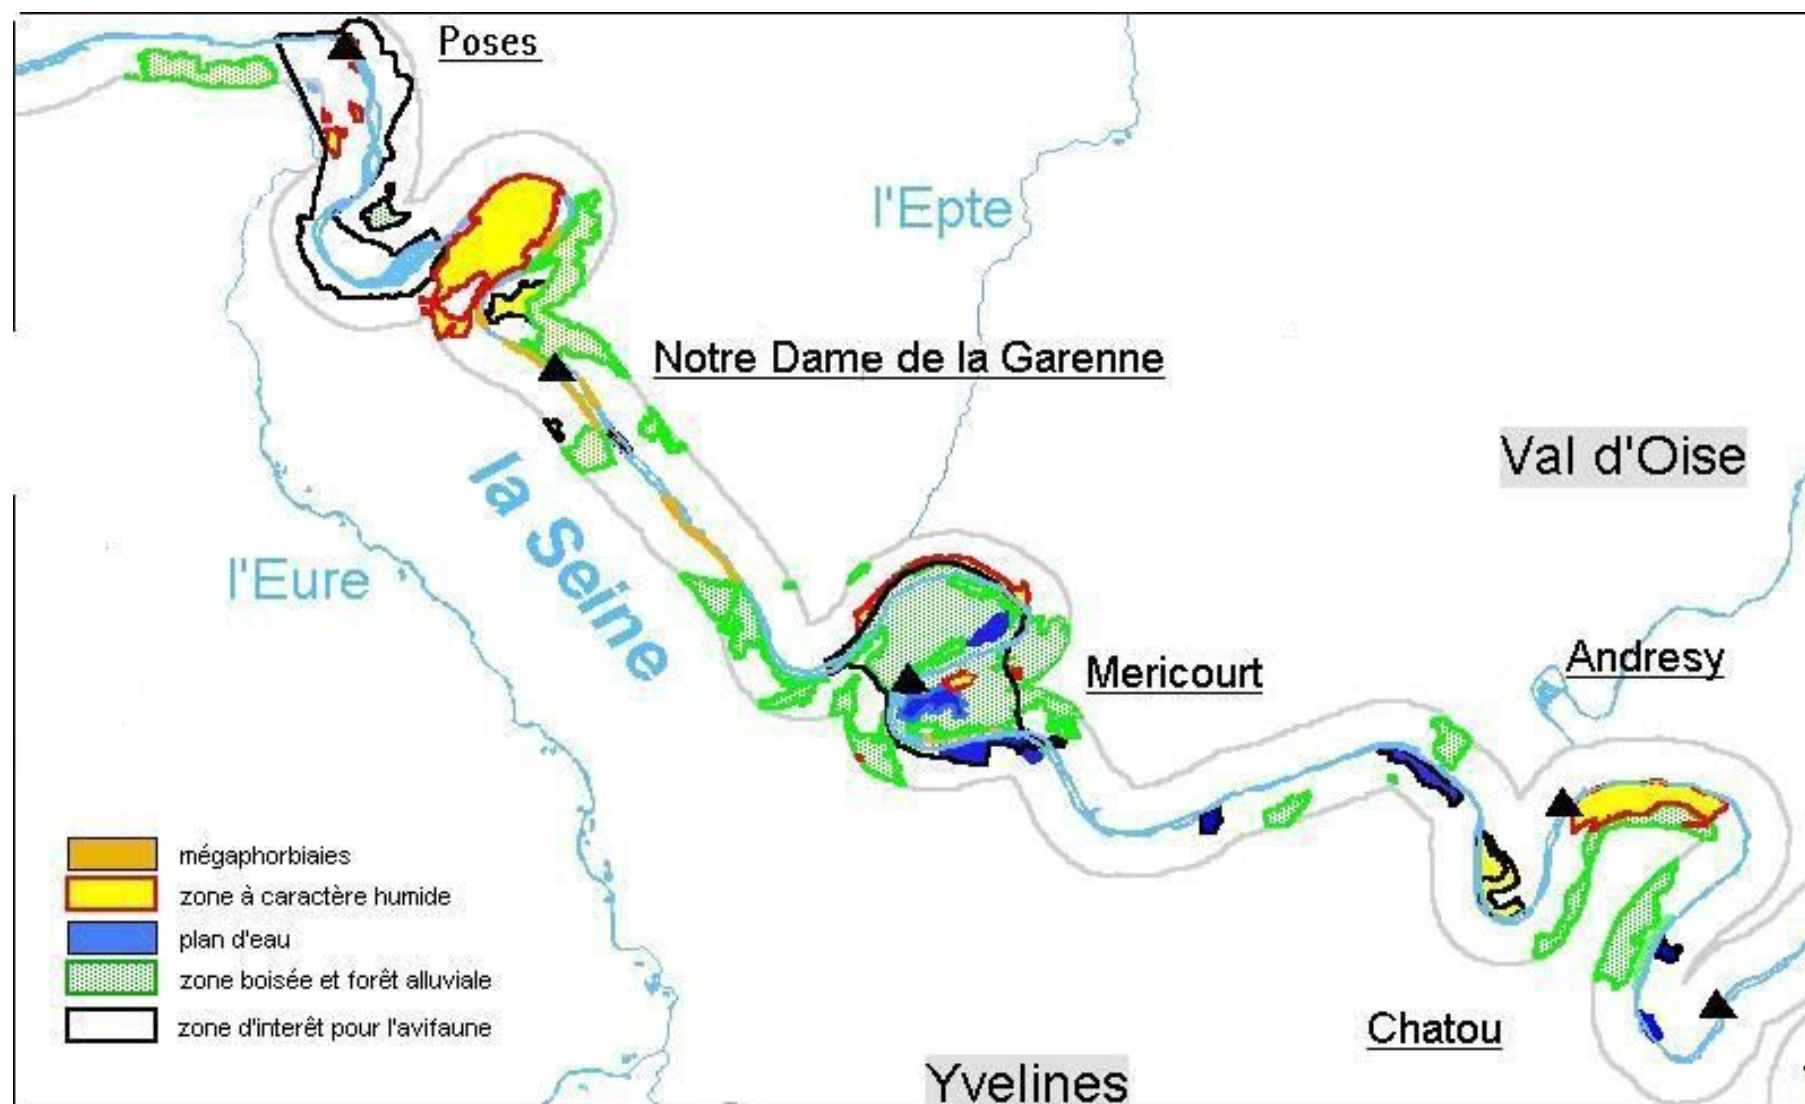 Poses
l'Epte
Notre Dame de la Garenne
Val d'Oise
la Seine
l'Eure
Andresy
Mericourt
mégaphorbiaies
zone à caractère humide
plan d'eau
zone boisée et forêt alluviale
zone d'interêt pour l'avifaune
Chatou
Yvelines